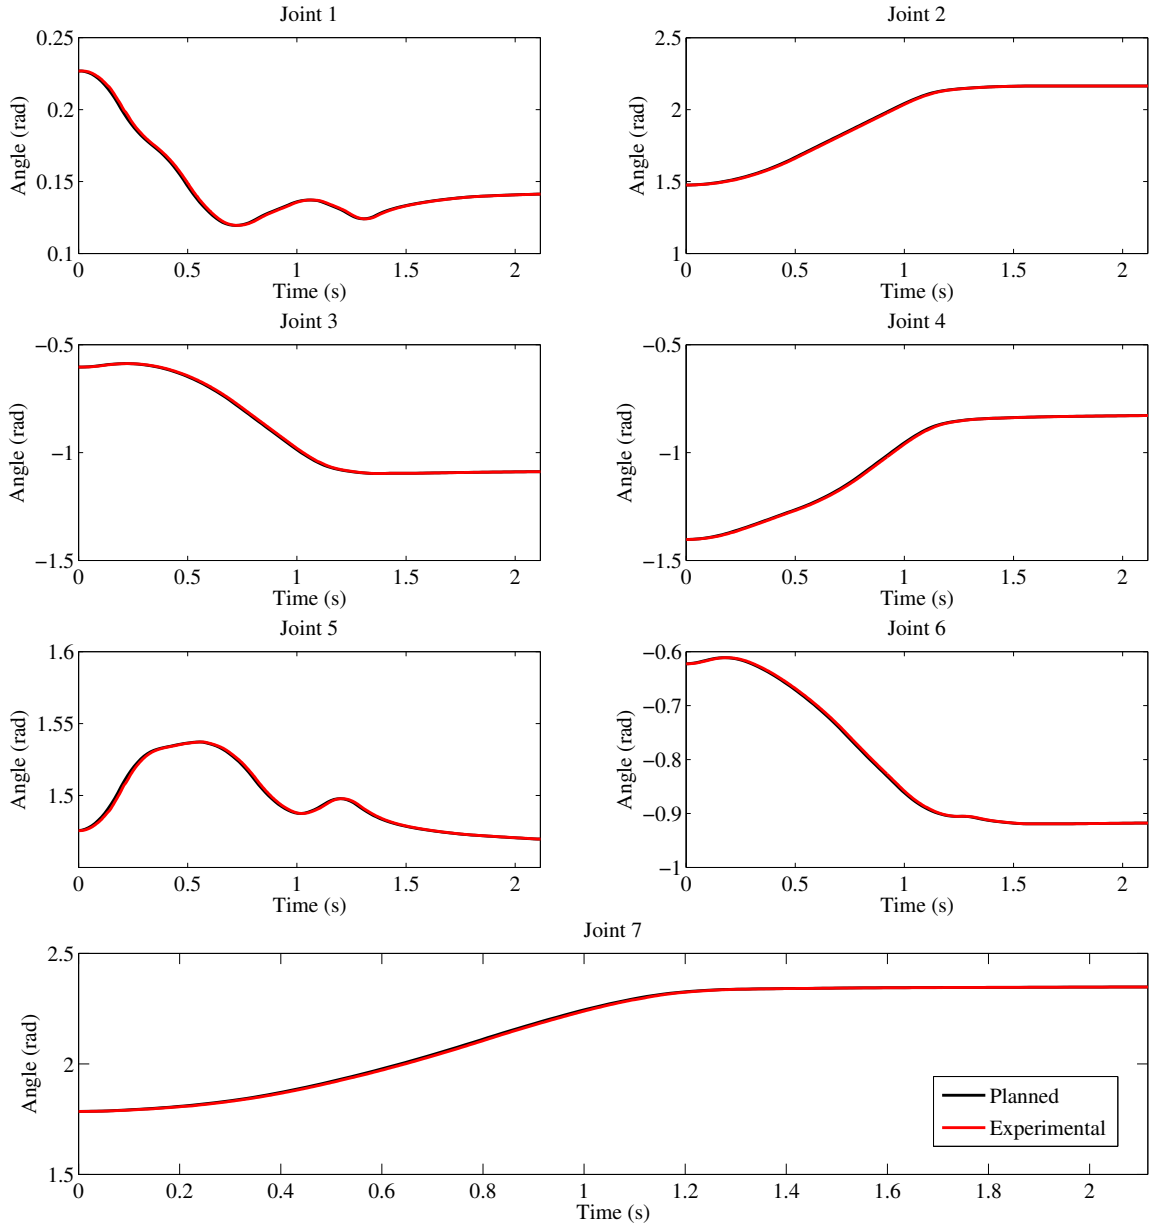 Joint 1
0.25
0.2
0.15
0.1
Angle (rad)
0 0.5 1 1.5 2
Time (s)
Joint 2
2.5
2
1.5
1
Angle (rad)
0 0.5 1 1.5 2
Time (s)
Joint 3
−0.5
−1
−1.5
Angle (rad)
0 0.5 1 1.5 2
Time (s)
Joint 4
−0.5
−1
−1.5
Angle (rad)
0 0.5 1 1.5 2
Time (s)
Joint 5
1.6
1.55
1.5
Angle (rad)
0 0.5 1 1.5 2
Time (s)
Joint 6
−0.6
−0.7
−0.8
−0.9
−1
Angle (rad)
0 0.5 1 1.5 2
Time (s)
Joint 7
2.5
2
1.5
Angle (rad)
0 0.2 0.4 0.6 0.8 1 1.2 1.4 1.6 1.8 2
Time (s)
Planned
Experimental